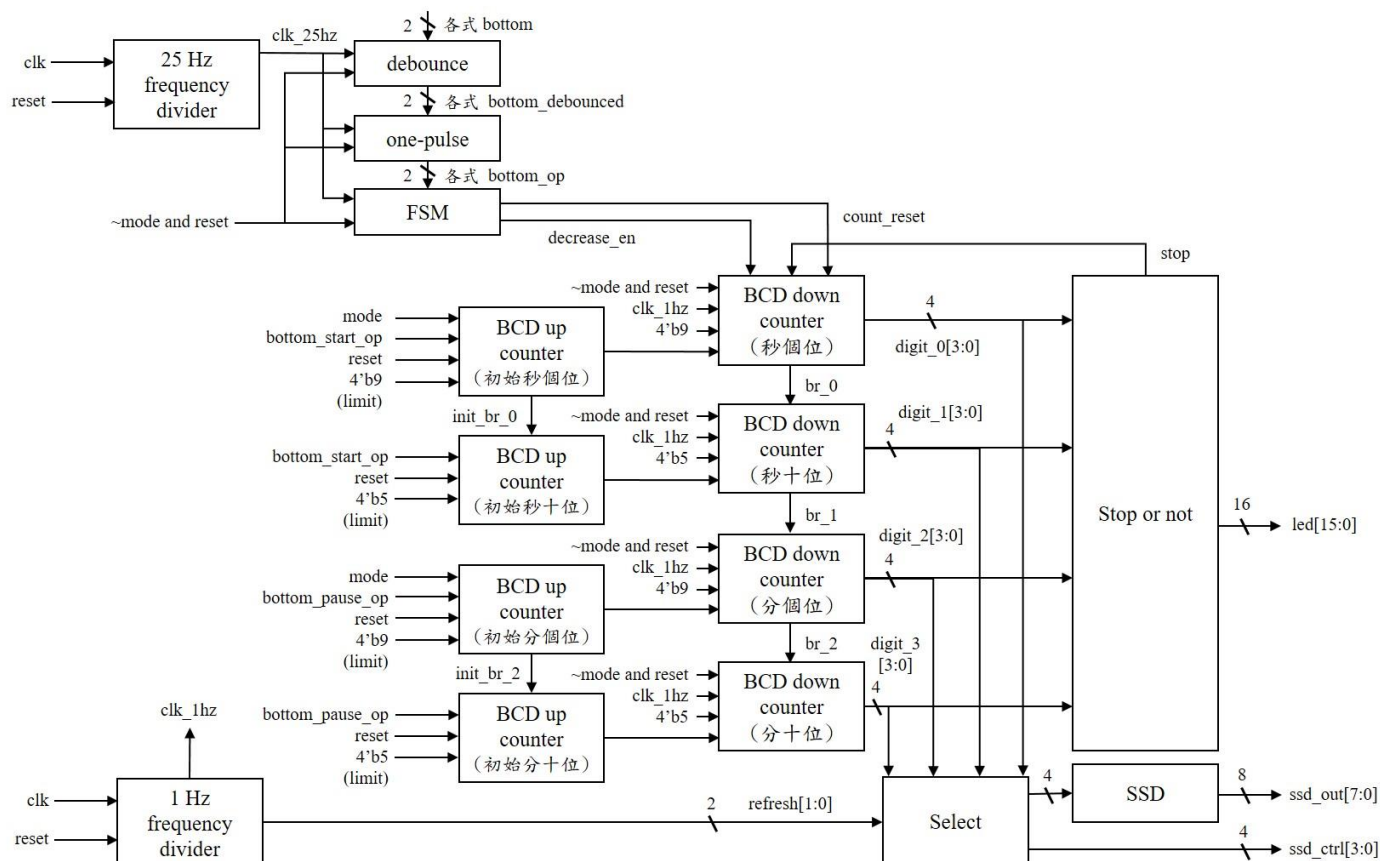 2 各式 bottom
clk_25hz
clk
reset
25 Hz
frequency
divider
debounce
2 各式 bottom_debounced
one-pulse
2 各式 bottom_op
~mode and reset
FSM
count_reset
decrease_en
stop
~mode and reset
clk_1hz
4'b9
BCD down
counter
（秒個位）
4
digit_0[3:0]
mode
bottom_start_op
reset
4'b9
(limit)
BCD up
counter
（初始秒個位）
br_0
init_br_0
~mode and reset
clk_1hz
4'b5
BCD down
counter
（秒十位）
digit_1[3:0]
4
bottom_start_op
reset
4'b5
(limit)
BCD up
counter
（初始秒十位）
br_1
Stop or not
16
led[15:0]
~mode and reset
clk_1hz
4'b9
BCD down
counter
（分個位）
digit_2[3:0]
4
mode
bottom_pause_op
reset
4'b9
(limit)
BCD up
counter
（初始分個位）
br_2
init_br_2
digit_3
[3:0]
4
~mode and reset
clk_1hz
4'b5
BCD down
counter
（分十位）
bottom_pause_op
reset
4'b5
(limit)
BCD up
counter
（初始分十位）
clk_1hz
clk
reset
1 Hz
frequency
divider
2
refresh[1:0]
Select
4
SSD
8
ssd_out[7:0]
4
ssd_ctrl[3:0]